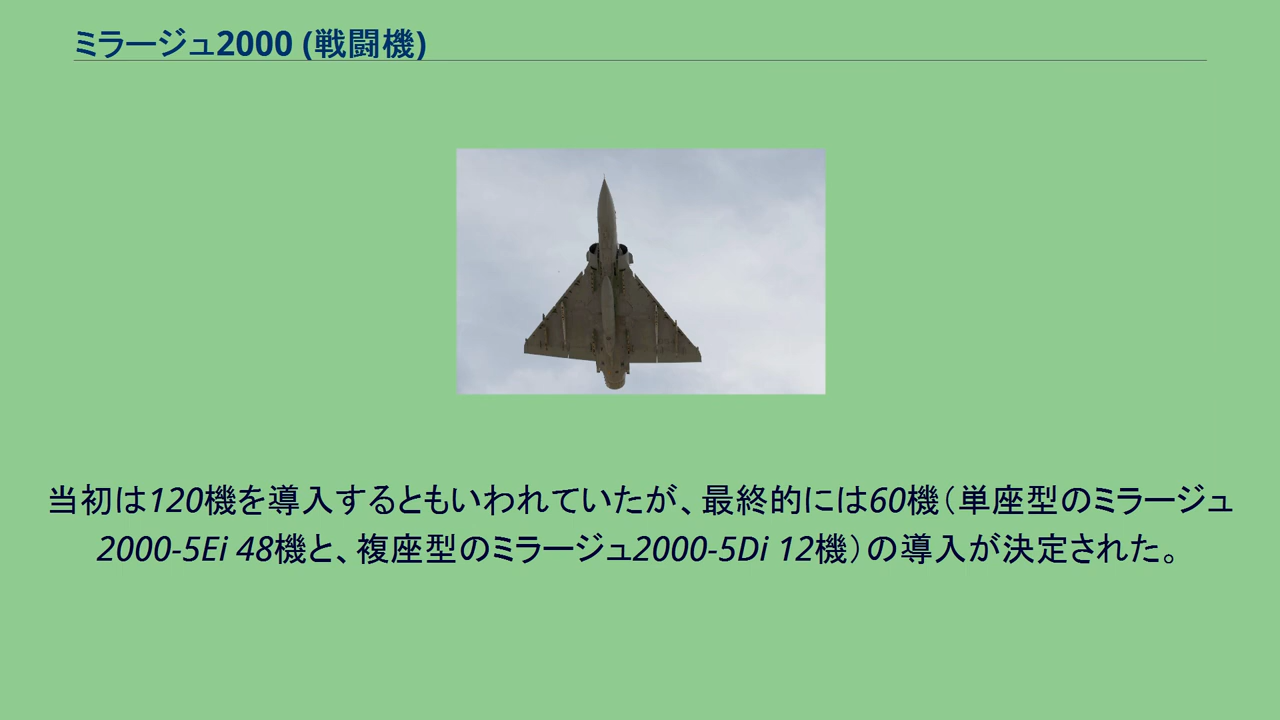 ミラージュ2000 (戦闘機)
当初は120機を導入するともいわれていたが、最終的には60機（単座型のミラージュ
2000-5Ei 48機と、複座型のミラージュ2000-5Di 12機）の導入が決定された。